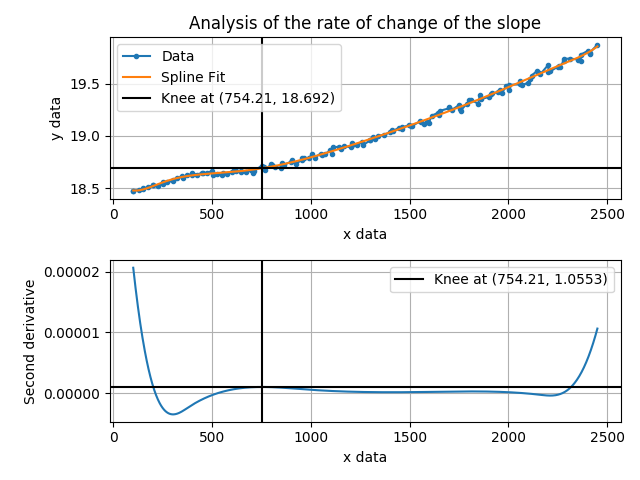 Analysis of the rate of change of the slope
Data
Spline Fit
Knee at (754.21, 18.692)
y data
19.5
19.0
18.5
0 500 1000 1500 2000 2500
x data
Knee at (754.21, 1.0553)
Second derivative
0.00002
0.00001
0.00000
0 500 1000 1500 2000 2500
x data